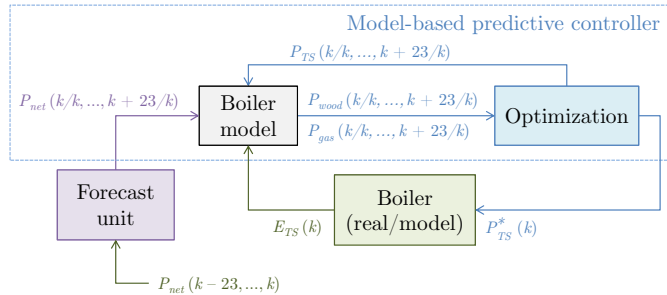 Model-based predictive controller
P_TS (k/k, ..., k + 23/k)
P_net (k/k, ..., k + 23/k)
Boiler
model
P_wood (k/k, ..., k + 23/k)
P_gas (k/k, ..., k + 23/k)
Optimization
Forecast
unit
Boiler
(real/model)
E_TS (k)
P*_TS (k)
P_net (k – 23, ..., k)